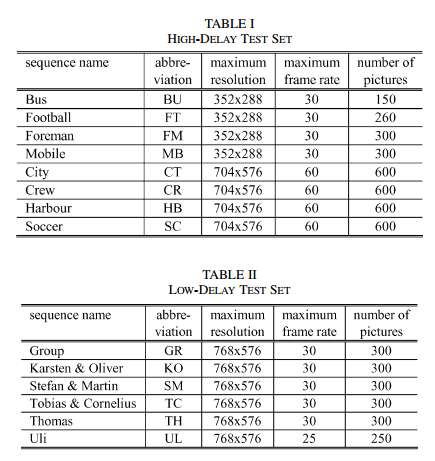 TABLE I
HIGH-DELAY TEST SET
sequence name abbre- maximum maximum number of
viation resolution frame rate pictures
Bus BU 352x288 30 150
Football FT 352x288 30 260
Foreman FM 352x288 30 300
Mobile MB 352x288 30 300
City CT 704x576 60 600
Crew CR 704x576 60 600
Harbour HB 704x576 60 600
Soccer SC 704x576 60 600
TABLE II
LOW-DELAY TEST SET
sequence name abbre- maximum maximum number of
viation resolution frame rate pictures
Group GR 768x576 30 300
Karsten & Oliver KO 768x576 30 300
Stefan & Martin SM 768x576 30 300
Tobias & Cornelius TC 768x576 30 300
Thomas TH 768x576 30 300
Uli UL 768x576 25 250